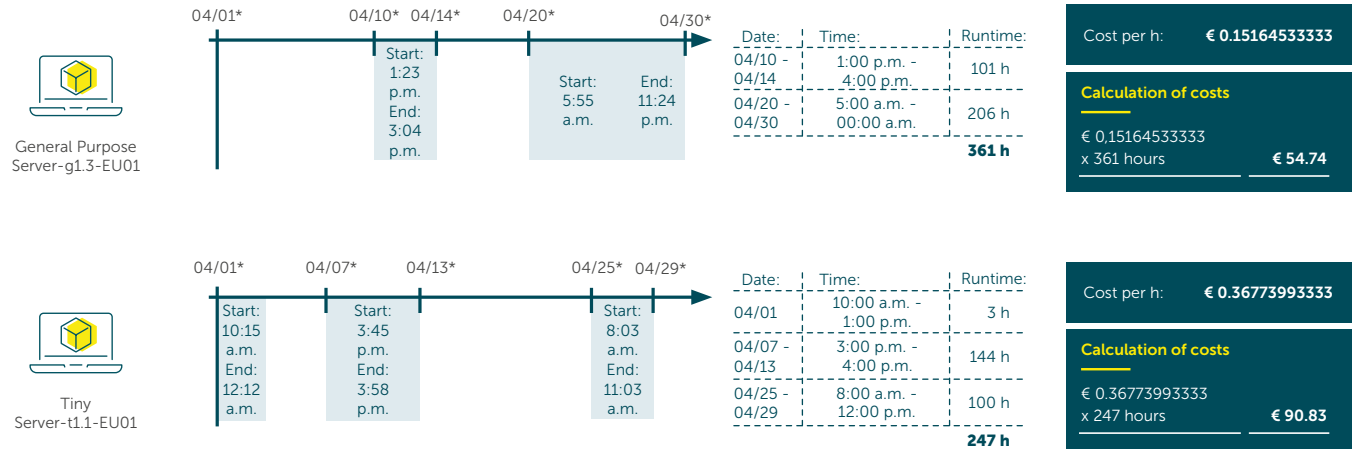 04/01*
04/10*
04/14*
04/20*
04/30*
Start:
1:23
p.m.
End:
3:04
p.m.
Start:
5:55
a.m.
End:
11:24
p.m.
General Purpose
Server-g1.3-EU01
Date:
Time:
Runtime:
04/10 -
04/14
1:00 p.m. -
4:00 p.m.
101 h
04/20 -
04/30
5:00 a.m. -
00:00 a.m.
206 h
361 h
Cost per h:
€ 0.15164533333
Calculation of costs
€ 0,15164533333
x 361 hours
€ 54.74
04/01*
04/07*
04/13*
04/25*
04/29*
Start:
10:15
a.m.
End:
12:12
a.m.
Start:
3:45
p.m.
End:
3:58
p.m.
Start:
8:03
a.m.
End:
11:03
a.m.
Tiny
Server-t1.1-EU01
Date:
Time:
Runtime:
04/01
10:00 a.m. -
1:00 p.m.
3 h
04/07 -
04/13
3:00 p.m. -
4:00 p.m.
144 h
04/25 -
04/29
8:00 a.m. -
12:00 p.m.
100 h
247 h
Cost per h:
€ 0.36773993333
Calculation of costs
€ 0.36773993333
x 247 hours
€ 90.83